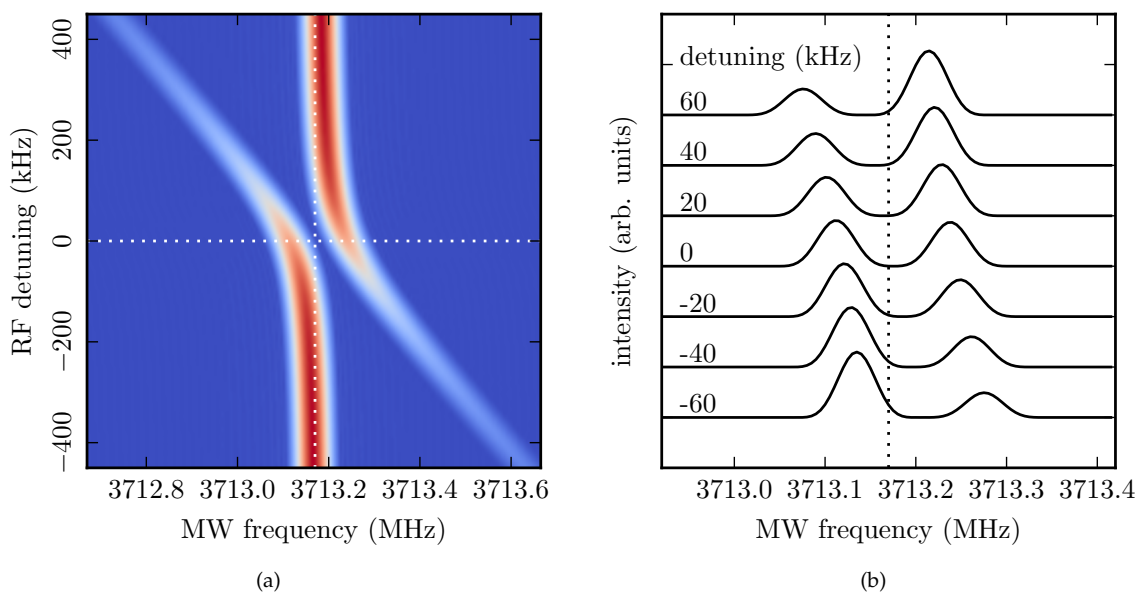 400
200
0
−200
−400
RF detuning (kHz)
3712.8 3713.0 3713.2 3713.4 3713.6
MW frequency (MHz)
(a)
detuning (kHz)
60
40
20
0
-20
-40
-60
intensity (arb. units)
3713.0 3713.1 3713.2 3713.3 3713.4
MW frequency (MHz)
(b)